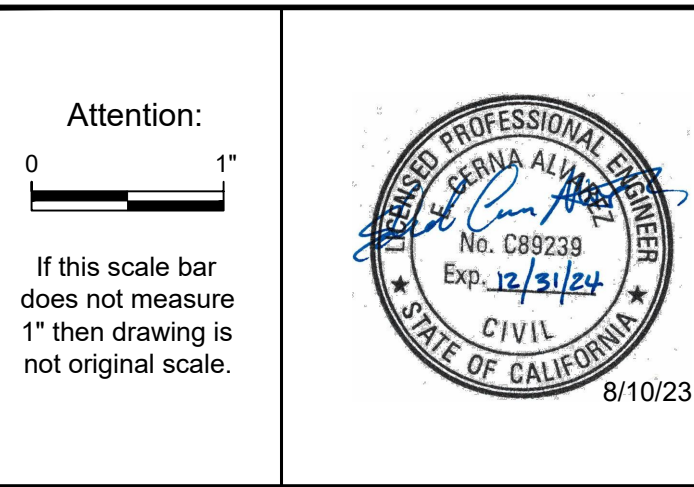 Attention:
0 1"
If this scale bar
does not measure
1" then drawing is
not original scale.
LICENSED PROFESSIONAL ENGINEER
E. CERNA ALVAREZ
No. C89239
Exp. 12/31/24
CIVIL
★ STATE OF CALIFORNIA ★
8/10/23